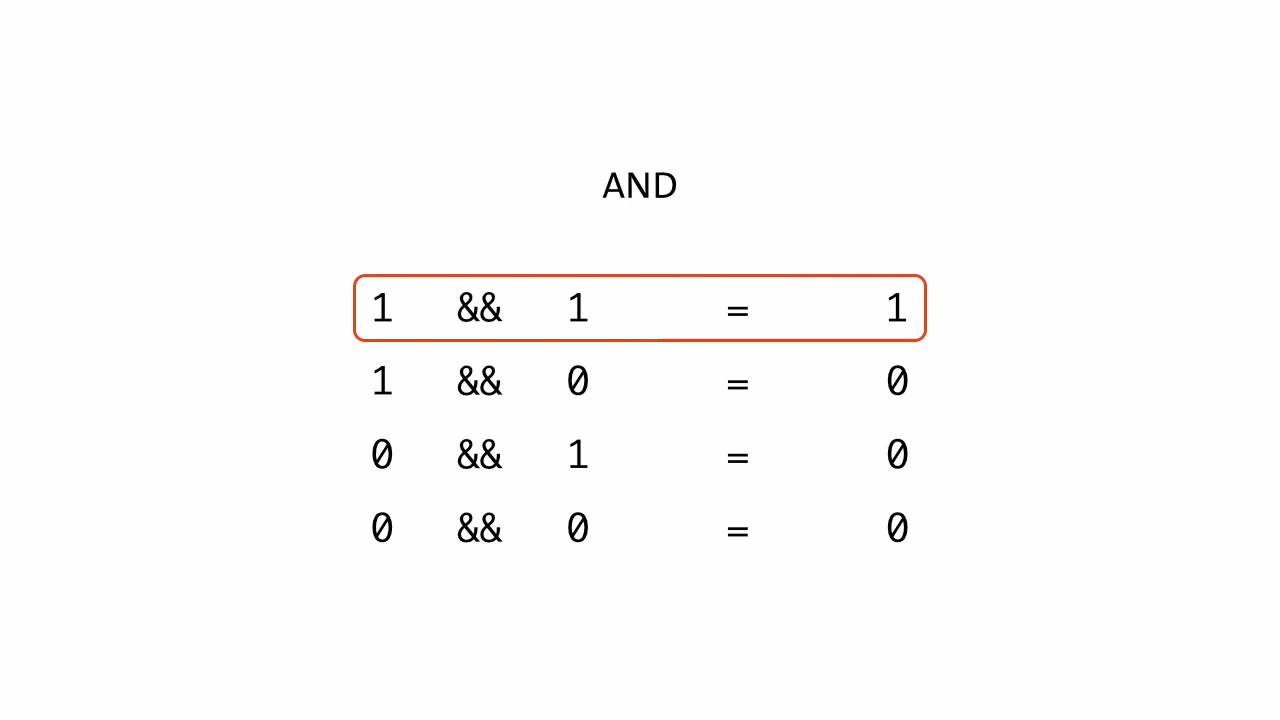 AND
1 && 1 = 1
1 && 0 = 0
0 && 1 = 0
0 && 0 = 0